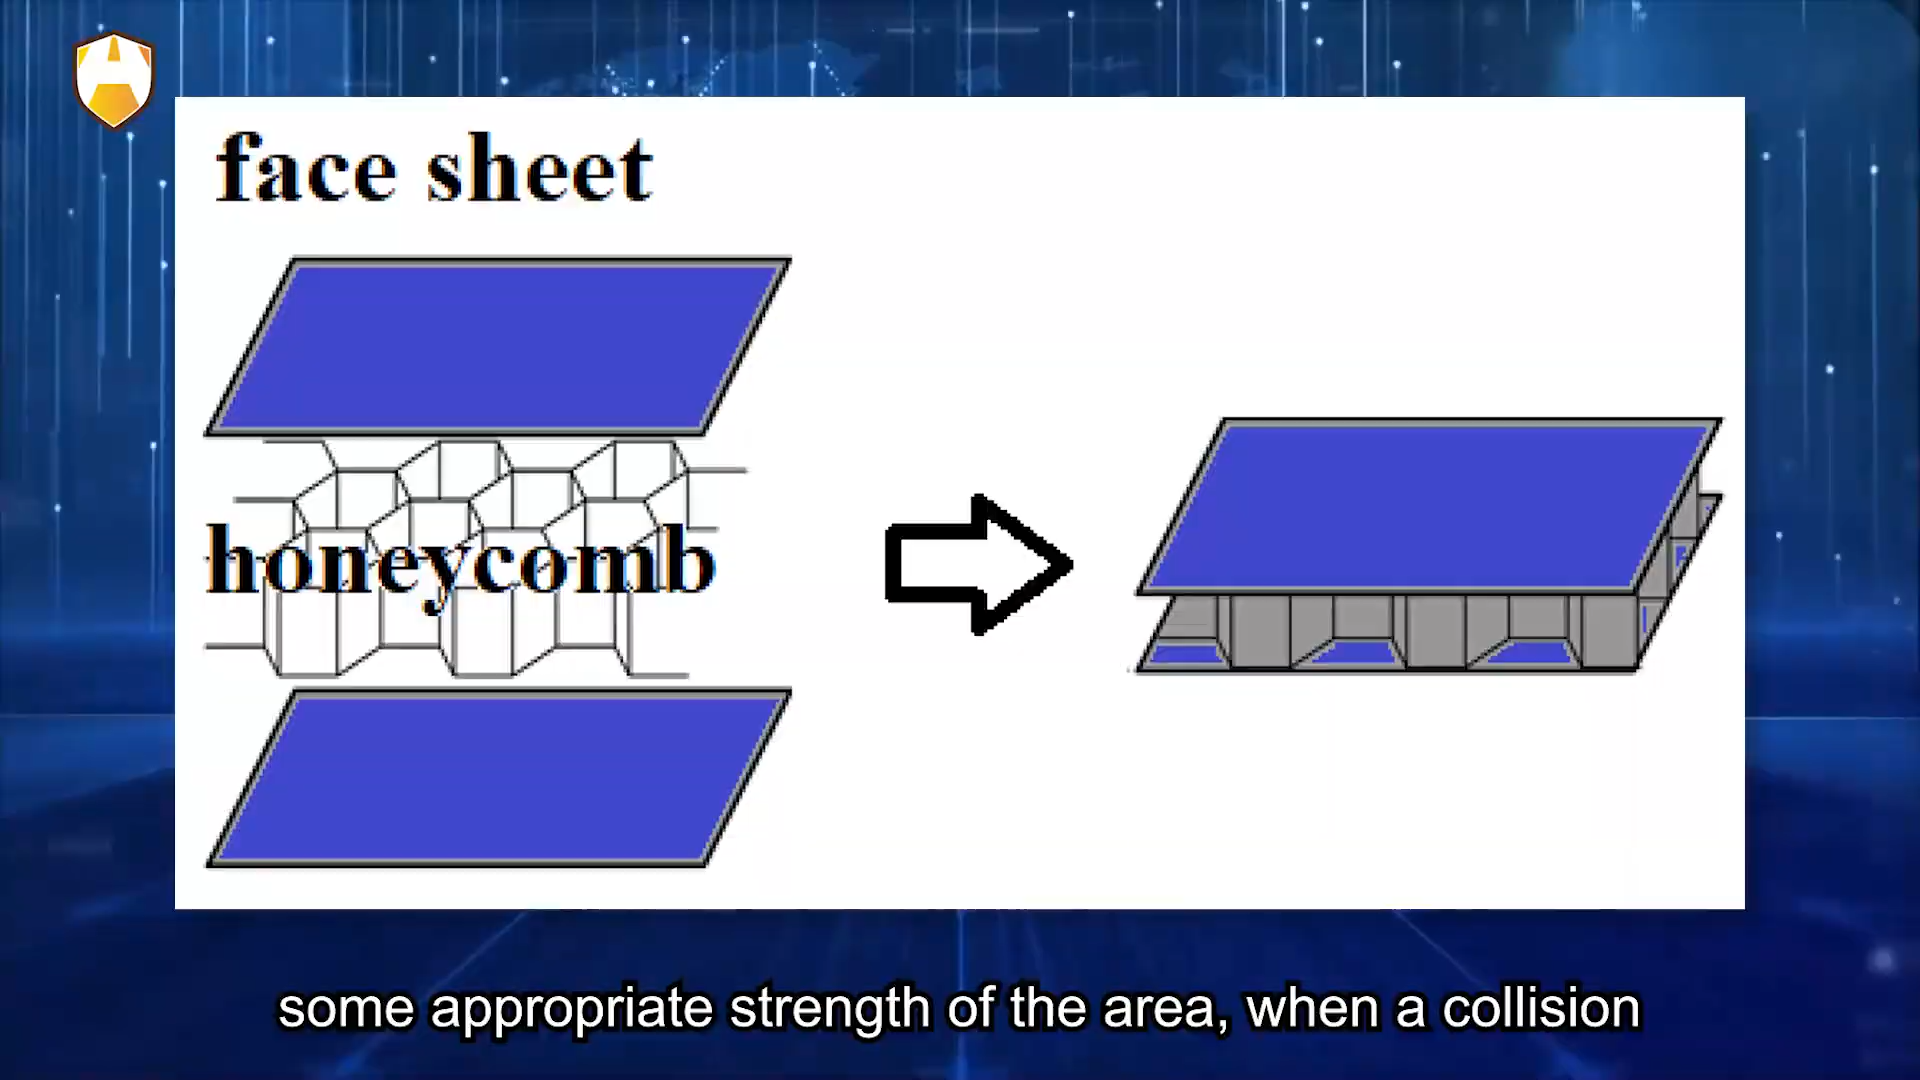 face sheet
honeycomb
some appropriate strength of the area, when a collision